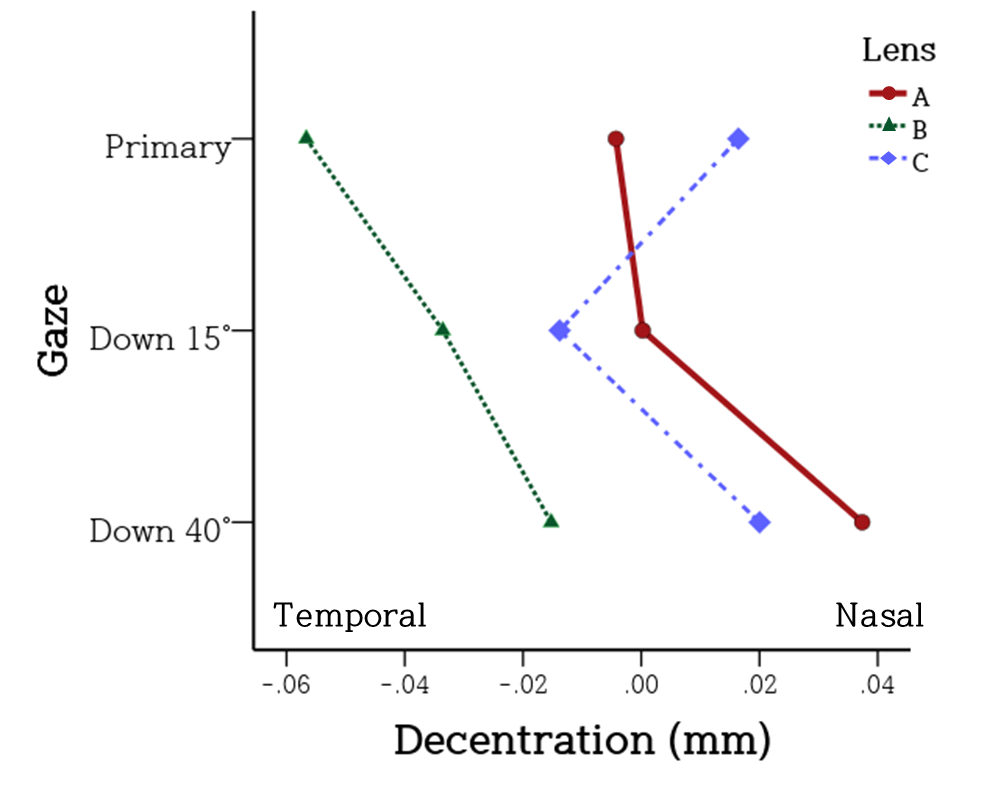 Lens
A
B
C
Primary
Down 15°
Down 40°
Gaze
Temporal
Nasal
-.06 -.04 -.02 .00 .02 .04
Decentration (mm)